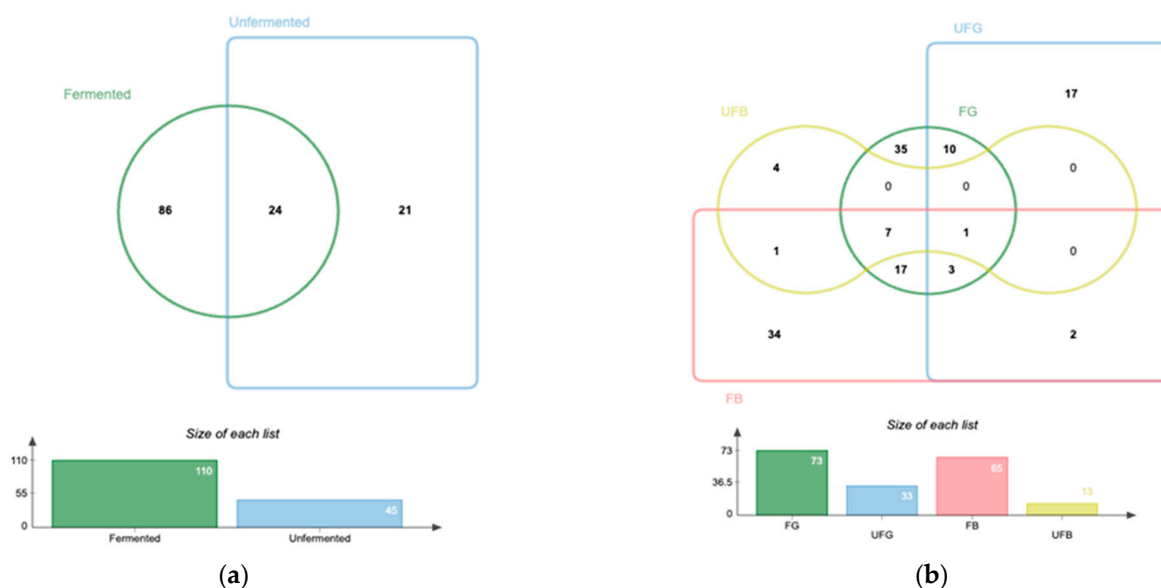 Unfermented
Fermented
86
24
21
Size of each list
110
55
0
110
45
Fermented
Unfermented
(a)
UFG
17
UFB
FG
35
10
4
0
0
0
7
1
1
0
17
3
34
2
FB
Size of each list
73
36.5
0
73
33
65
13
FG
UFG
FB
UFB
(b)